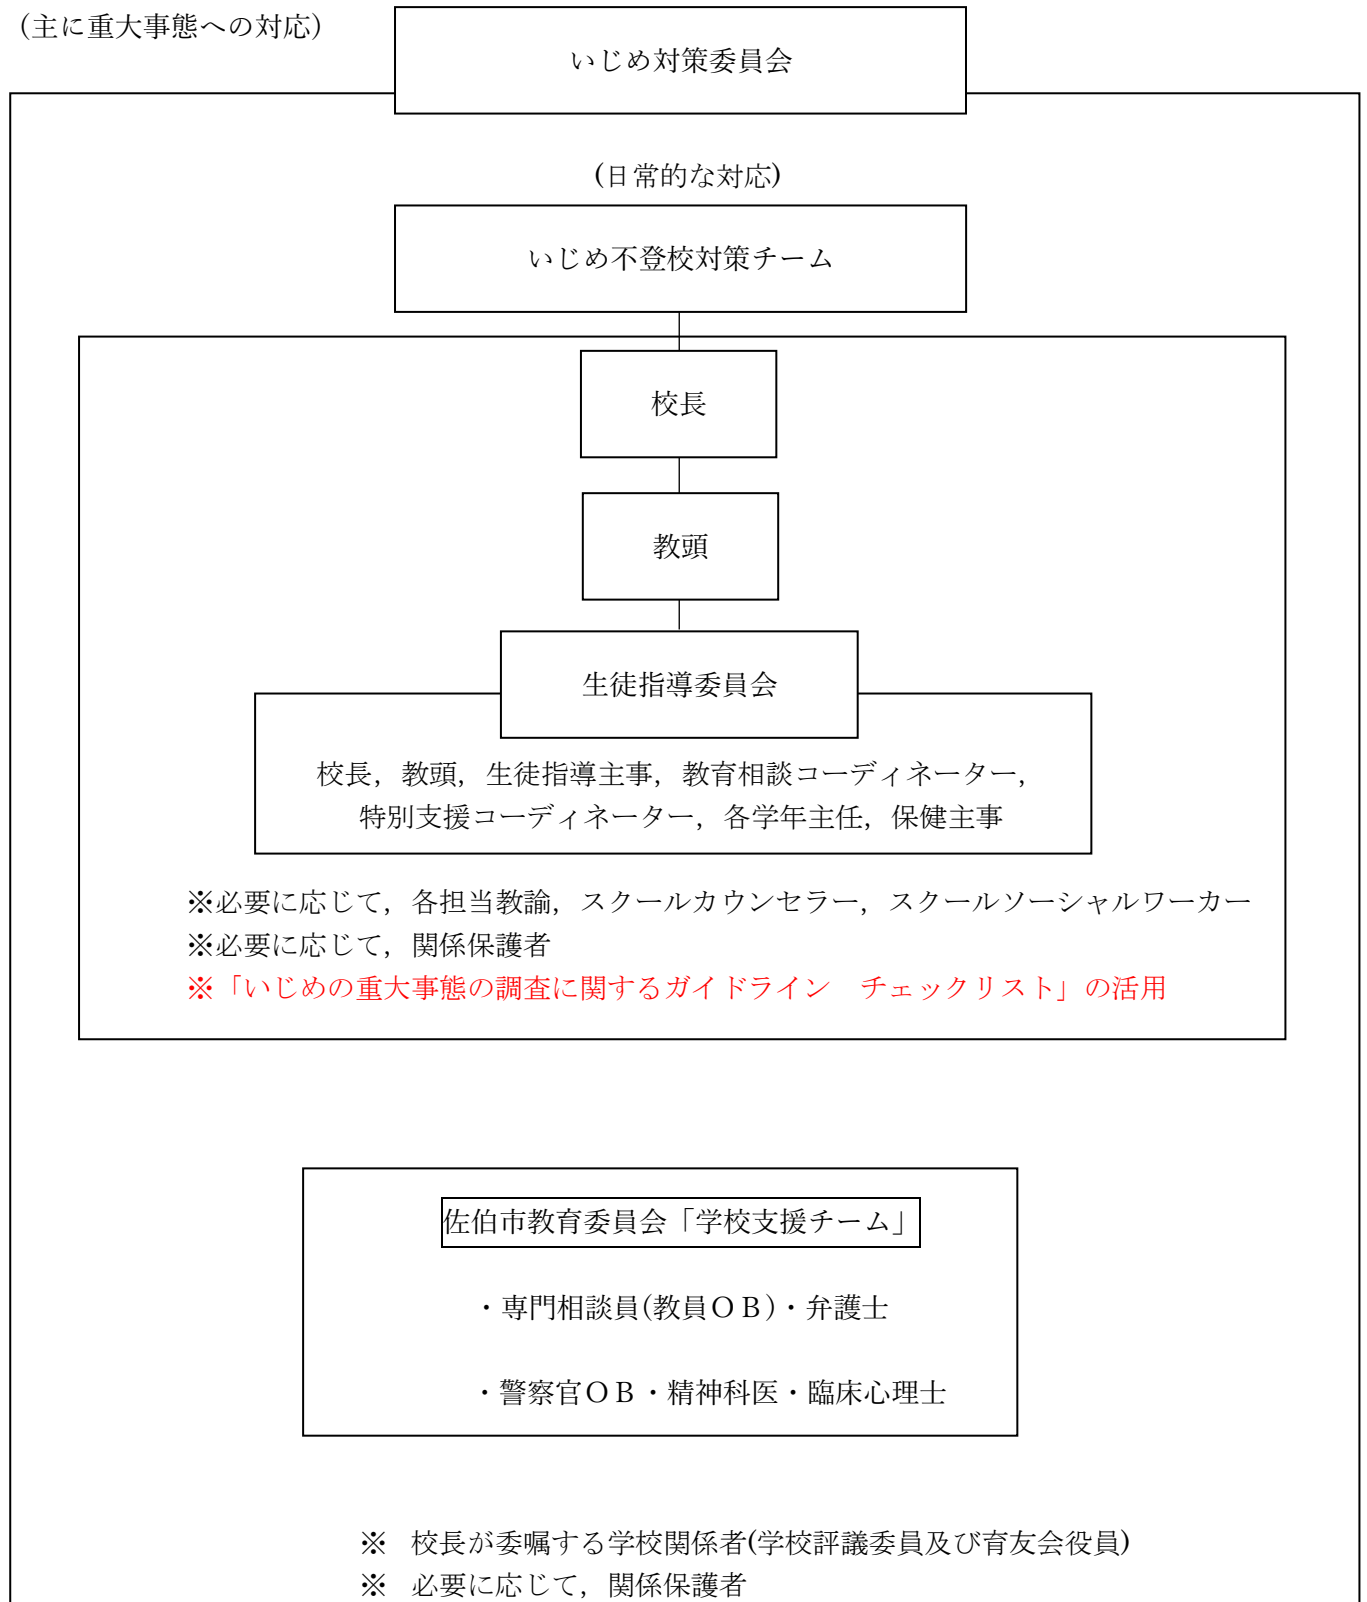 (主に重大事態への対応)
いじめ対策委員会
(日常的な対応)
いじめ不登校対策チーム
校長
教頭
生徒指導委員会
校長，教頭，生徒指導主事，教育相談コーディネーター，
特別支援コーディネーター，各学年主任，保健主事
※必要に応じて，各担当教諭，スクールカウンセラー，スクールソーシャルワーカー
※必要に応じて，関係保護者
※「いじめの重大事態の調査に関するガイドライン　チェックリスト」の活用
佐伯市教育委員会「学校支援チーム」
・専門相談員(教員ＯＢ)・弁護士
・警察官ＯＢ・精神科医・臨床心理士
※　校長が委嘱する学校関係者(学校評議委員及び育友会役員)
※　必要に応じて，関係保護者